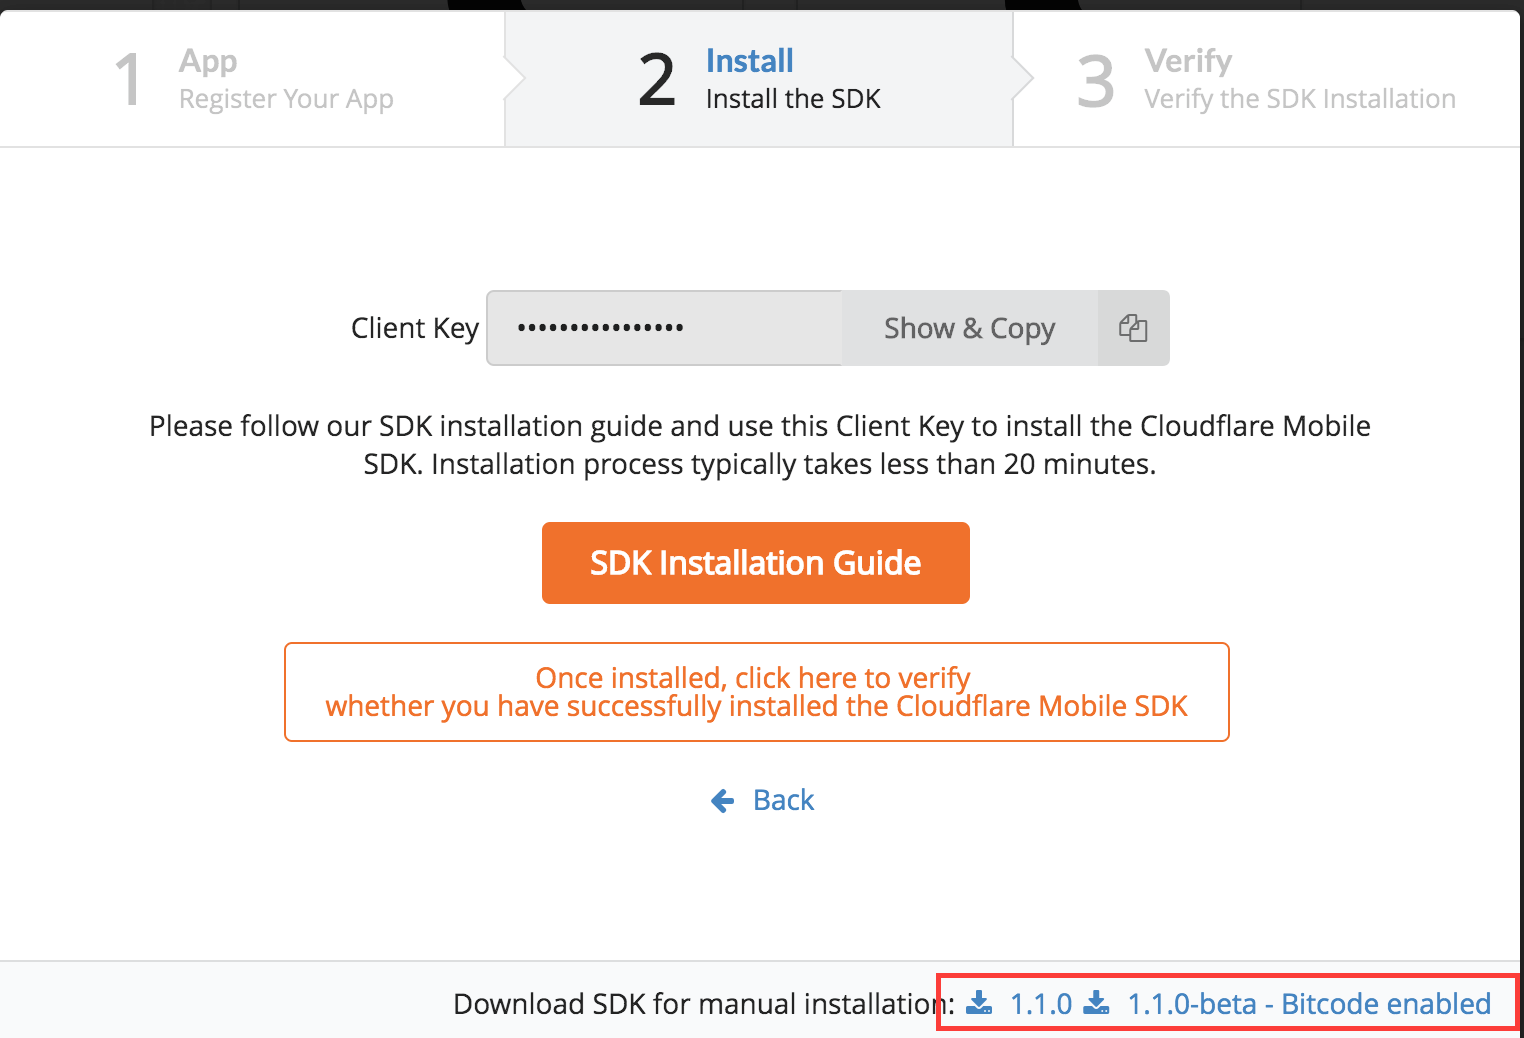 1
App
Register Your App
2
Install
Install the SDK
3
Verify
Verify the SDK Installation
Client Key
••••••••••••••••
Show & Copy
Please follow our SDK installation guide and use this Client Key to install the Cloudflare Mobile
SDK. Installation process typically takes less than 20 minutes.
SDK Installation Guide
Once installed, click here to verify
whether you have successfully installed the Cloudflare Mobile SDK
Back
Download SDK for manual installation: 1.1.0 1.1.0-beta - Bitcode enabled